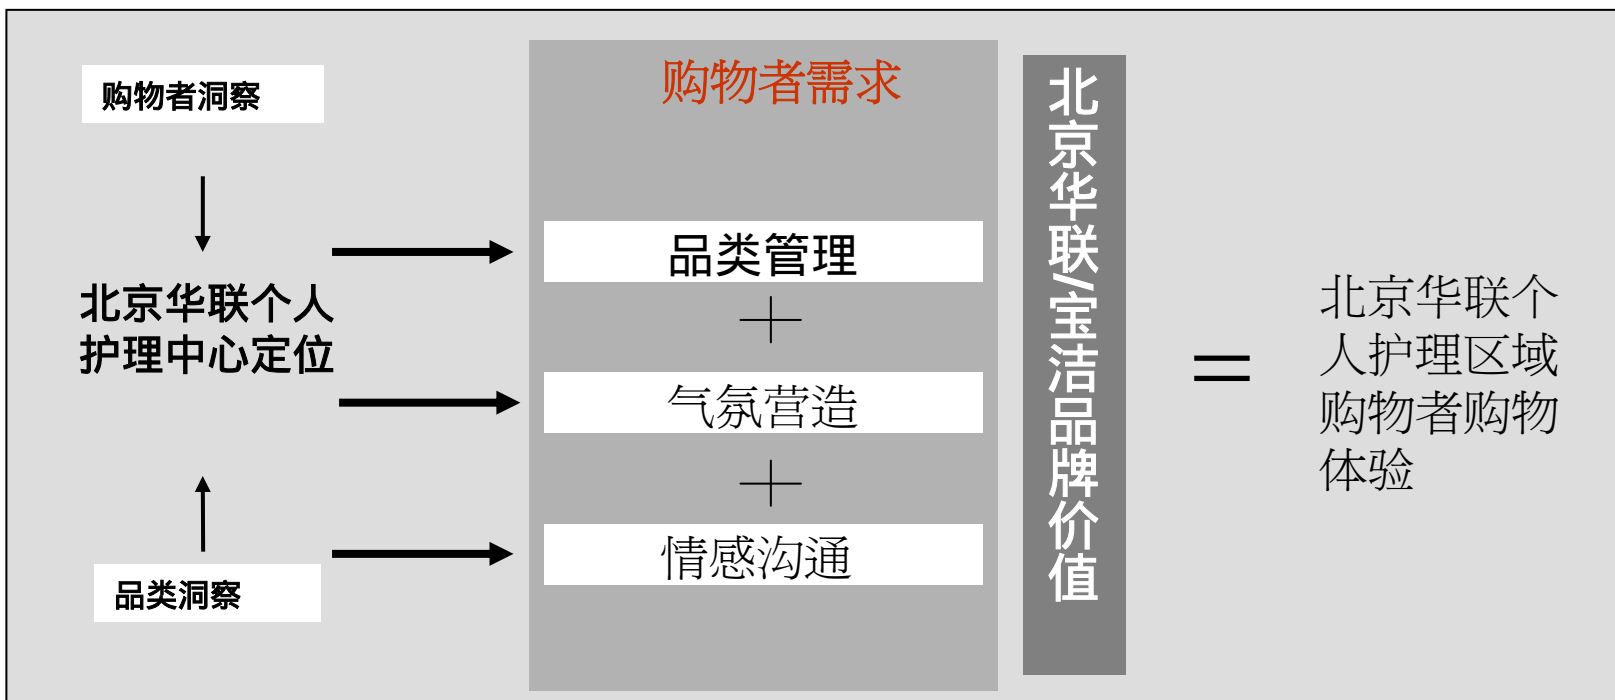 购物者洞察
北京华联个人
护理中心定位
品类洞察
购物者需求
品类管理
+
气氛营造
+
情感沟通
北京华联/宝洁品牌价值
=
北京华联个
人护理区域
购物者购物
体验